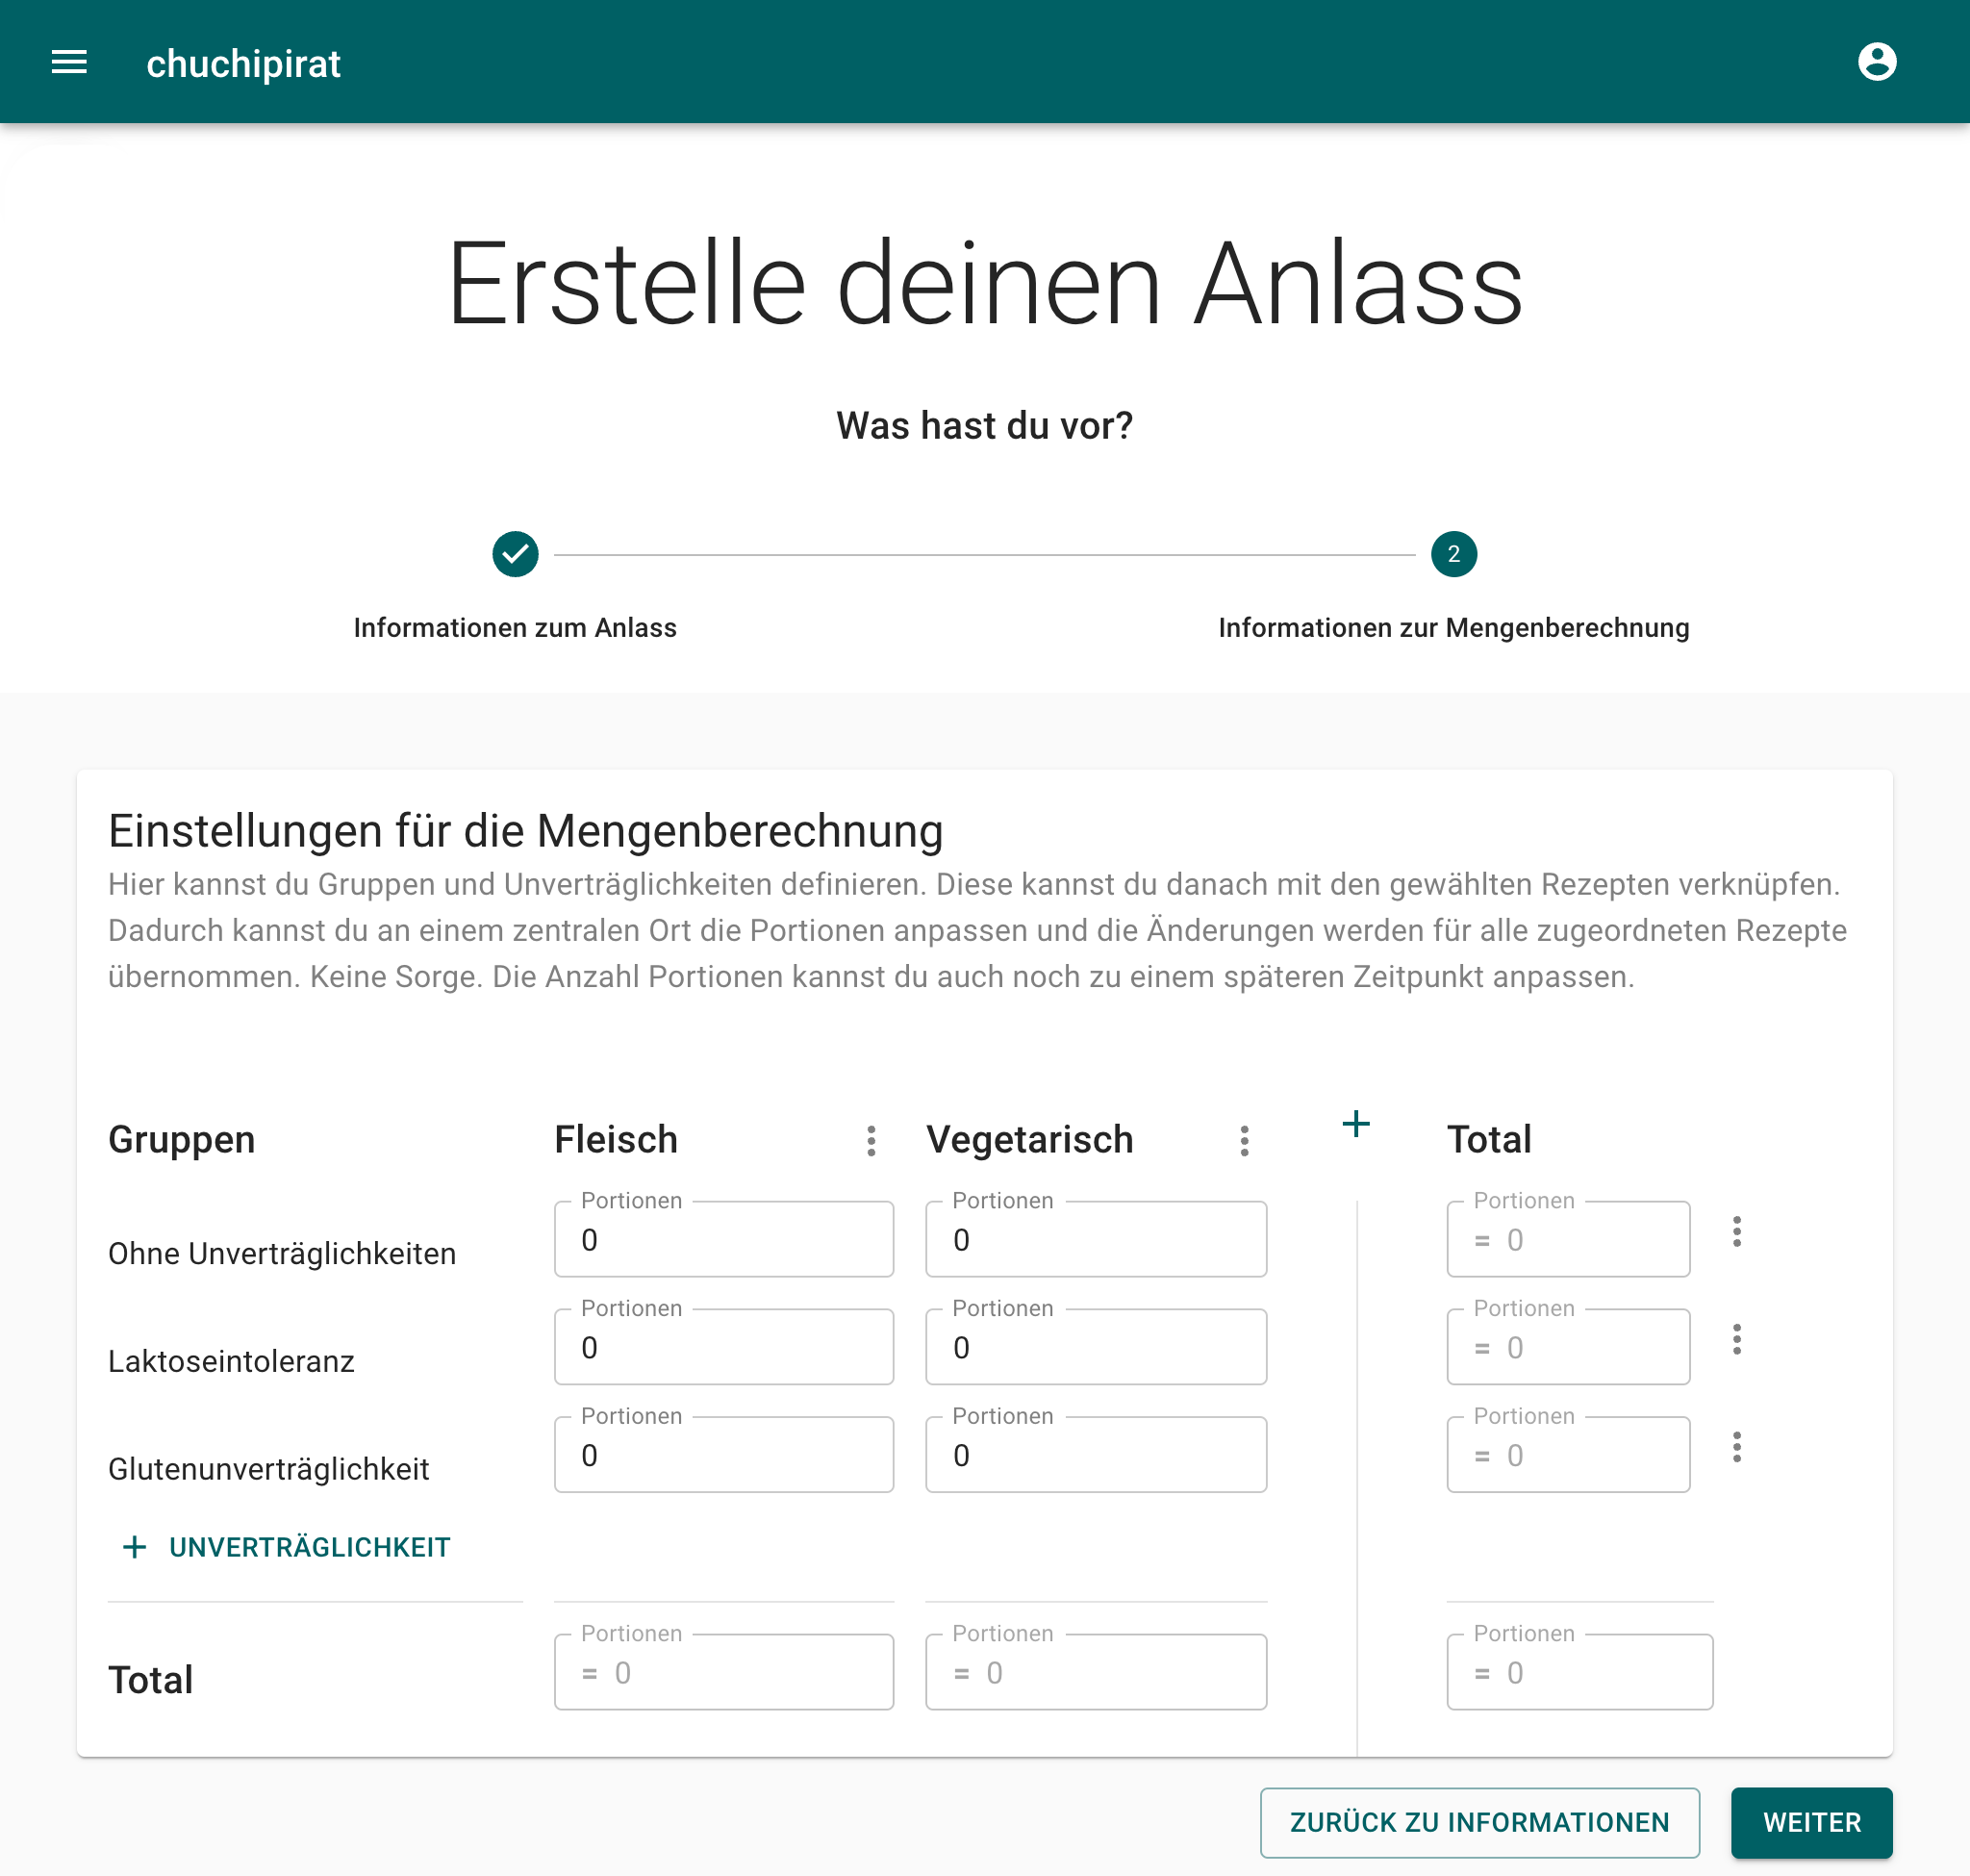 chuchipirat
Erstelle deinen Anlass
Was hast du vor?
2
Informationen zum Anlass
Informationen zur Mengenberechnung
Einstellungen für die Mengenberechnung
Hier kannst du Gruppen und Unverträglichkeiten definieren. Diese kannst du danach mit den gewählten Rezepten verknüpfen.
Dadurch kannst du an einem zentralen Ort die Portionen anpassen und die Änderungen werden für alle zugeordneten Rezepte
übernommen. Keine Sorge. Die Anzahl Portionen kannst du auch noch zu einem späteren Zeitpunkt anpassen.
Gruppen Fleisch Vegetarisch + Total
Portionen Portionen Portionen
Ohne Unverträglichkeiten 0 0 = 0
Portionen Portionen Portionen
Laktoseintoleranz 0 0 = 0
Portionen Portionen Portionen
Glutenunverträglichkeit 0 0 = 0
+ UNVERTRÄGLICHKEIT
Portionen Portionen Portionen
Total = 0 = 0 = 0
ZURÜCK ZU INFORMATIONEN WEITER